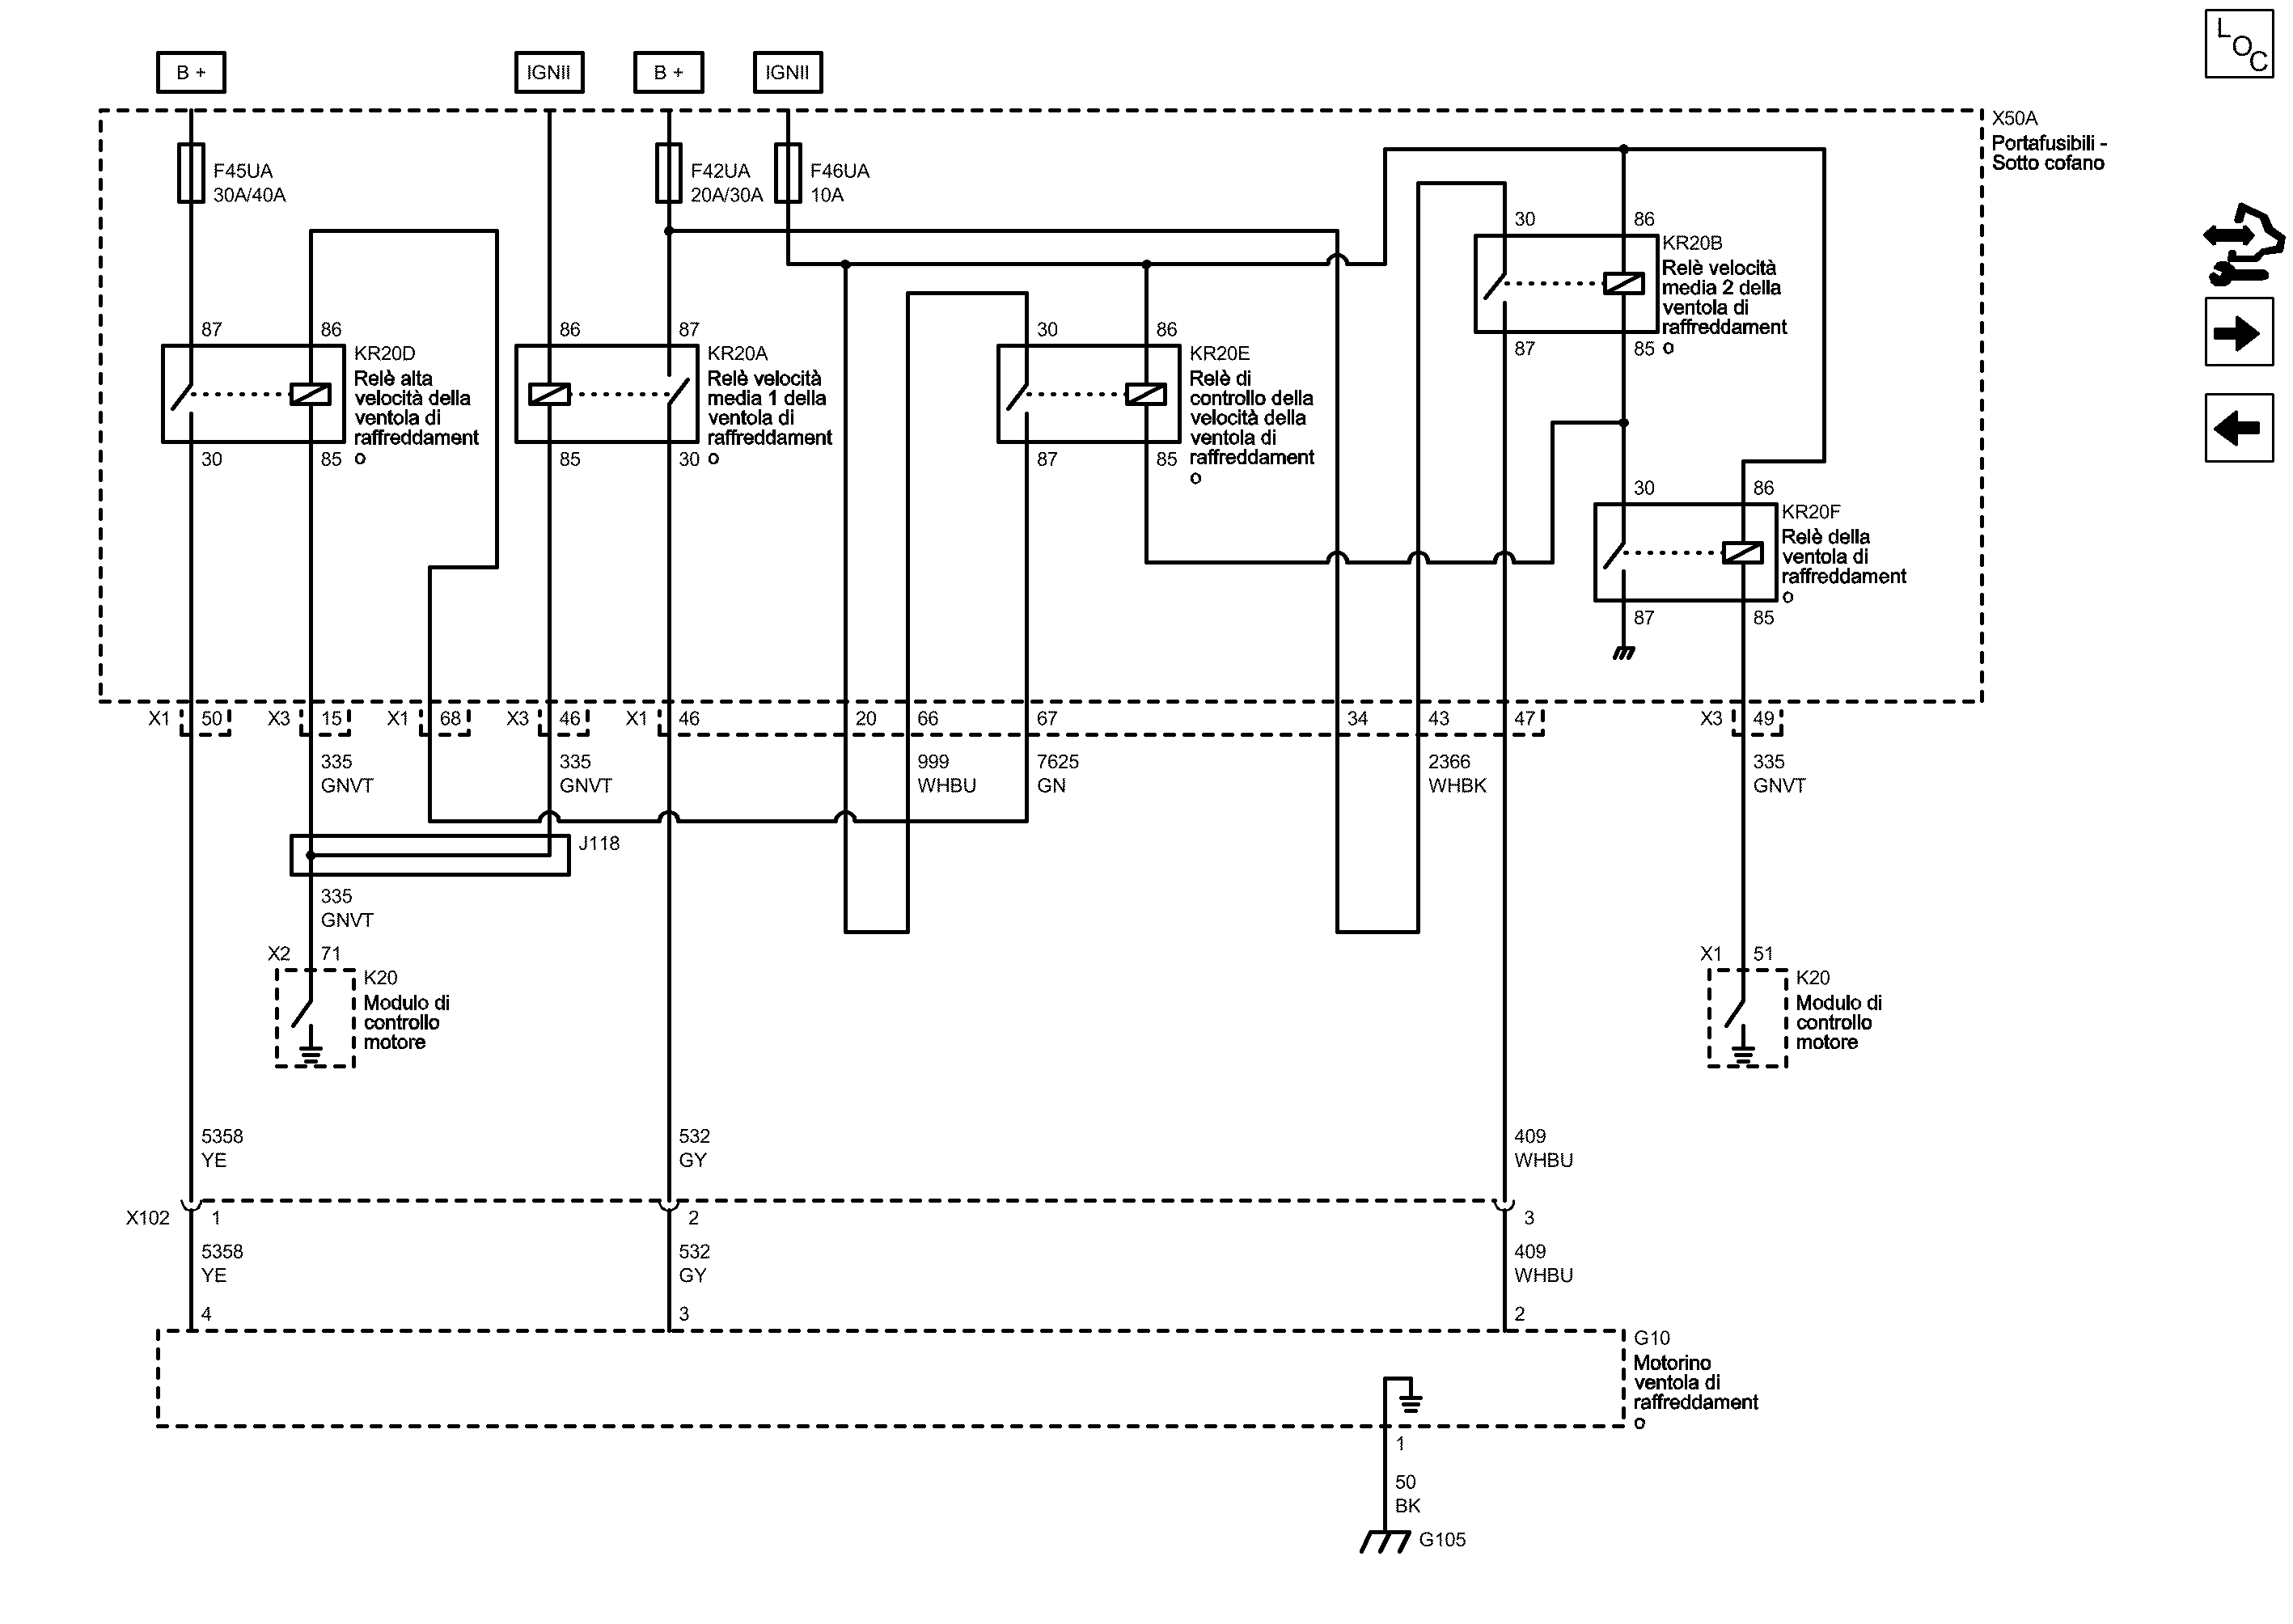 L
O
C
B +
IGNII
B +
IGNII
X50A
Portafusibili -
Sotto cofano
F45UA
30A/40A
F42UA
20A/30A
F46UA
10A
30
86
KR20B
Relè velocità
media 2 della
ventola di
raffreddament
o
87
85
87
86
KR20D
Relè alta
velocità della
ventola di
raffreddament
o
30
85
86
87
KR20A
Relè velocità
media 1 della
ventola di
raffreddament
o
85
30
30
86
KR20E
Relè di
controllo della
velocità della
ventola di
raffreddament
o
87
85
30
86
KR20F
Relè della
ventola di
raffreddament
o
87
85
X1
50
X3
15
X1
68
X3
46
X1
46
20
66
67
34
43
47
X3
49
335
GNVT
335
GNVT
999
WHBU
7625
GN
2366
WHBK
335
GNVT
J118
335
GNVT
X2
71
K20
Modulo di
controllo
motore
X1
51
K20
Modulo di
controllo
motore
5358
YE
532
GY
409
WHBU
X102
1
2
3
5358
YE
532
GY
409
WHBU
4
3
2
G10
Motorino
ventola di
raffreddament
o
1
50
BK
G105